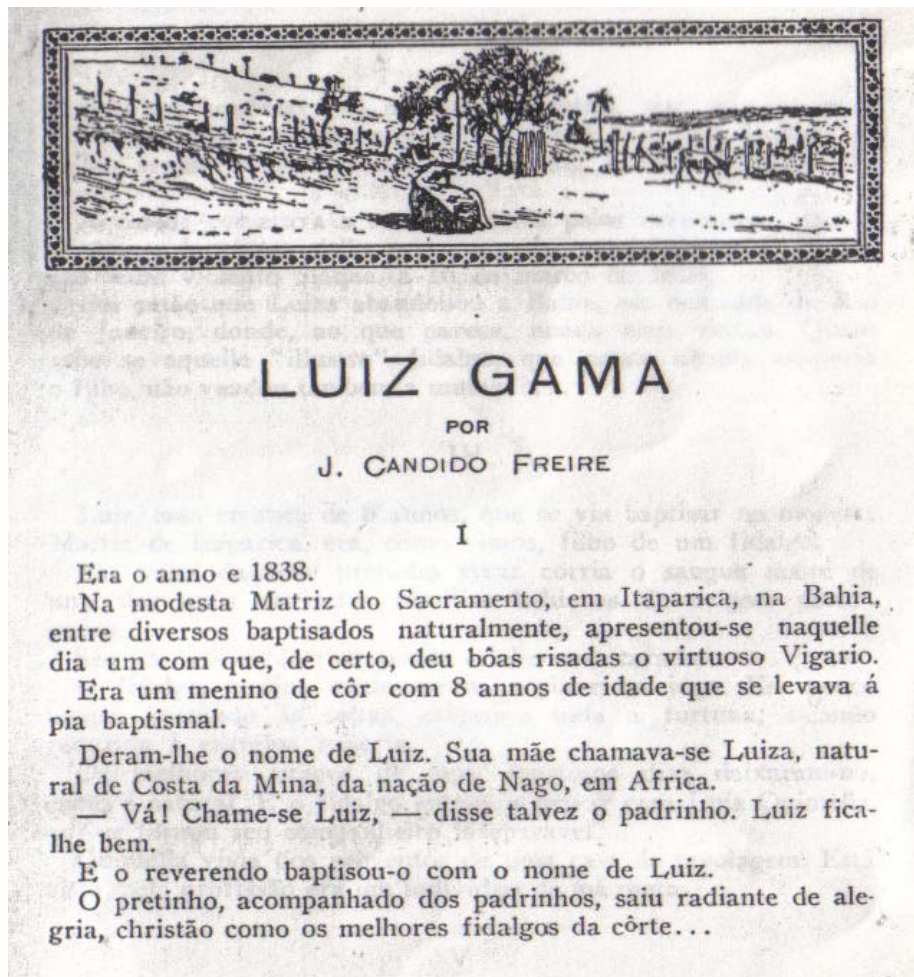 LUIZ GAMA
POR
J. CANDIDO FREIRE
I
Era o anno e 1838.
Na modesta Matriz do Sacramento, em Itaparica, na Bahia,
entre diversos baptisados naturalmente, apresentou-se naquelle
dia um com que, de certo, deu bôas risadas o virtuoso Vigario.
Era um menino de côr com 8 annos de idade que se levava á
pia baptismal.
Deram-lhe o nome de Luiz. Sua mãe chamava-se Luiza, natu-
ral de Costa da Mina, da nação de Nago, em Africa.
— Vá! Chame-se Luiz, — disse talvez o padrinho. Luiz fica-
lhe bem.
E o reverendo baptisou-o com o nome de Luiz.
O pretinho, acompanhado dos padrinhos, saiu radiante de ale-
gria, christão como os melhores fidalgos da côrte...